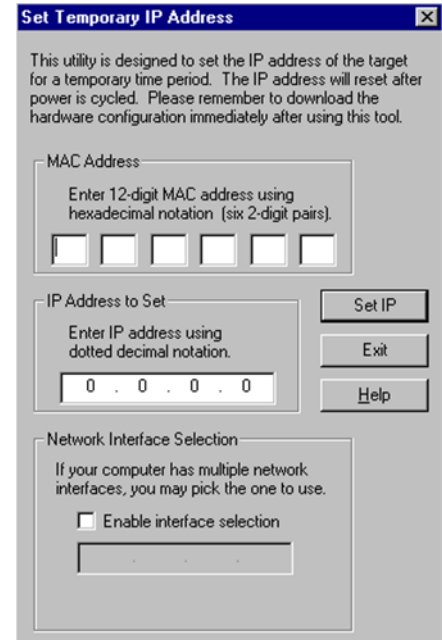 Set Temporary IP Address
This utility is designed to set the IP address of the target
for a temporary time period. The IP address will reset after
power is cycled. Please remember to download the
hardware configuration immediately after using this tool.
MAC Address
Enter 12-digit MAC address using
hexadecimal notation (six 2-digit pairs).
IP Address to Set
Enter IP address using
dotted decimal notation.
0 . 0 . 0 . 0
Set IP
Exit
Help
Network Interface Selection
If your computer has multiple network
interfaces, you may pick the one to use.
Enable interface selection
. . .